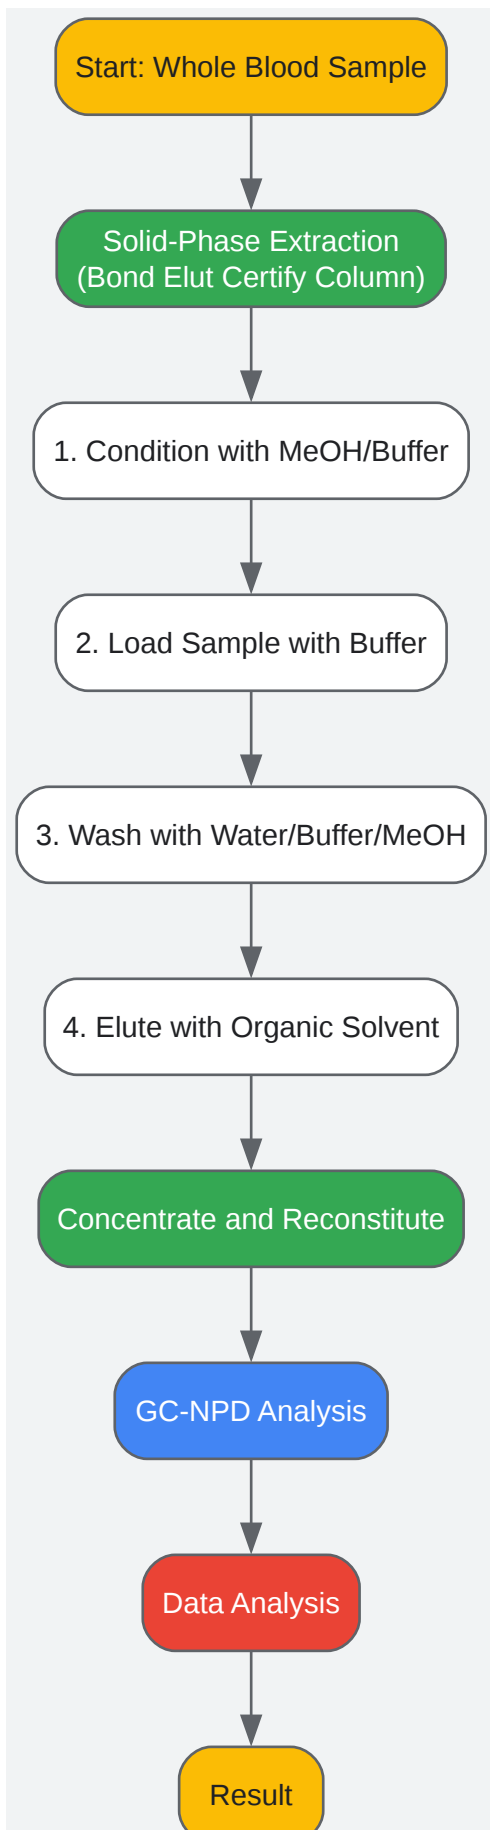 Start: Whole Blood Sample
Solid-Phase Extraction
(Bond Elut Certify Column)
1. Condition with MeOH/Buffer
2. Load Sample with Buffer
3. Wash with Water/Buffer/MeOH
4. Elute with Organic Solvent
Concentrate and Reconstitute
GC-NPD Analysis
Data Analysis
Result